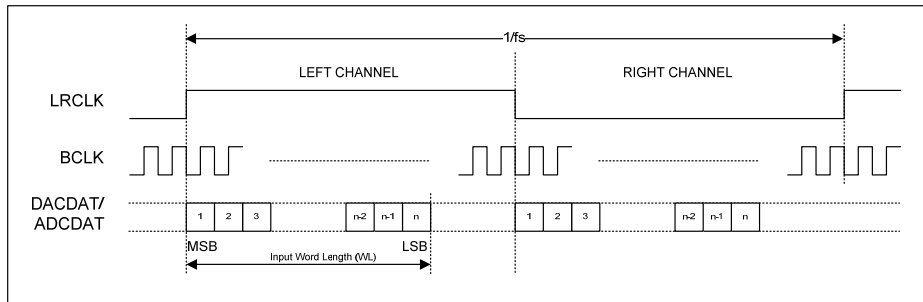 1/fs
LEFT CHANNEL RIGHT CHANNEL
LRCLK
BCLK
DACDAT/
ADCDAT
1 2 3 n-2 n-1 n 1 2 3 n-2 n-1 n
MSB LSB
Input Word Length (WL)